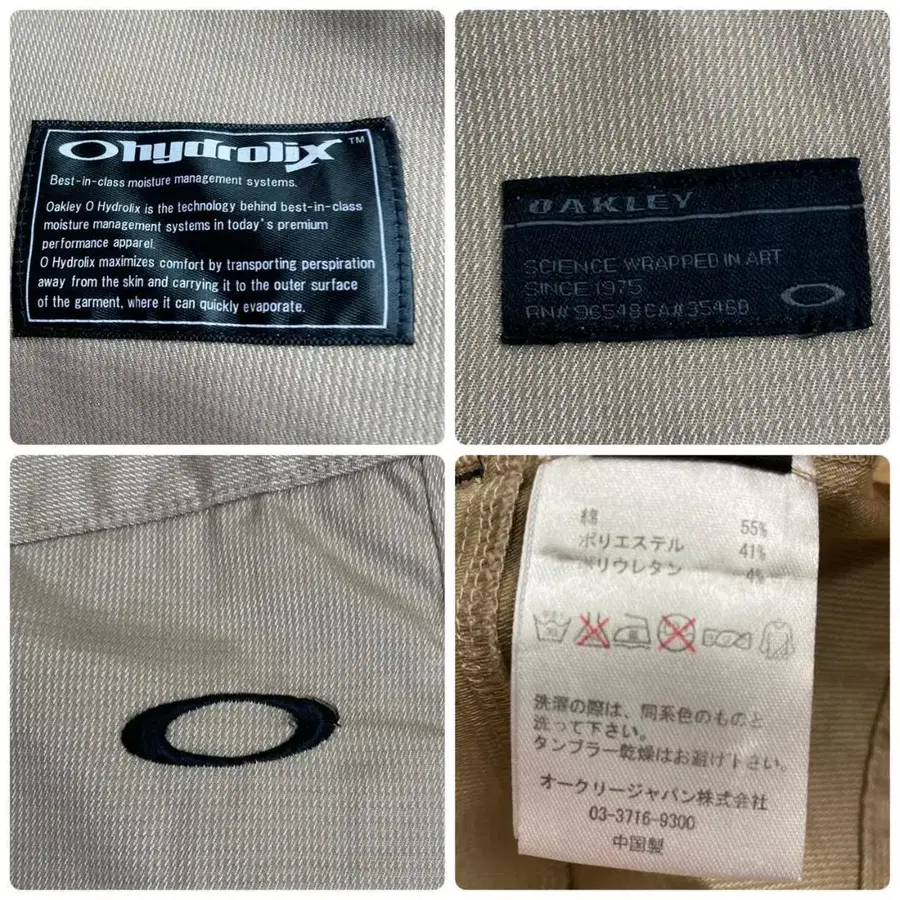 Ohydrolix™
Best-in-class moisture management systems.
Oakley O Hydrolix is the technology behind best-in-class
moisture management systems in today's premium
performance apparel.
O Hydrolix maximizes comfort by transporting perspiration
away from the skin and carrying it to the outer surface
of the garment, where it can quickly evaporate.
OAKLEY
SCIENCE WRAPPED IN ART
SINCE 1975
RN# 96548 CA#35460
綿 55%
ポリエステル 41%
ポリウレタン 4%
洗濯の際は、同系色のものと
洗って下さい。
タンブラー乾燥はお避け下さい。
オークリージャパン株式会社
03-3716-9300
中国製